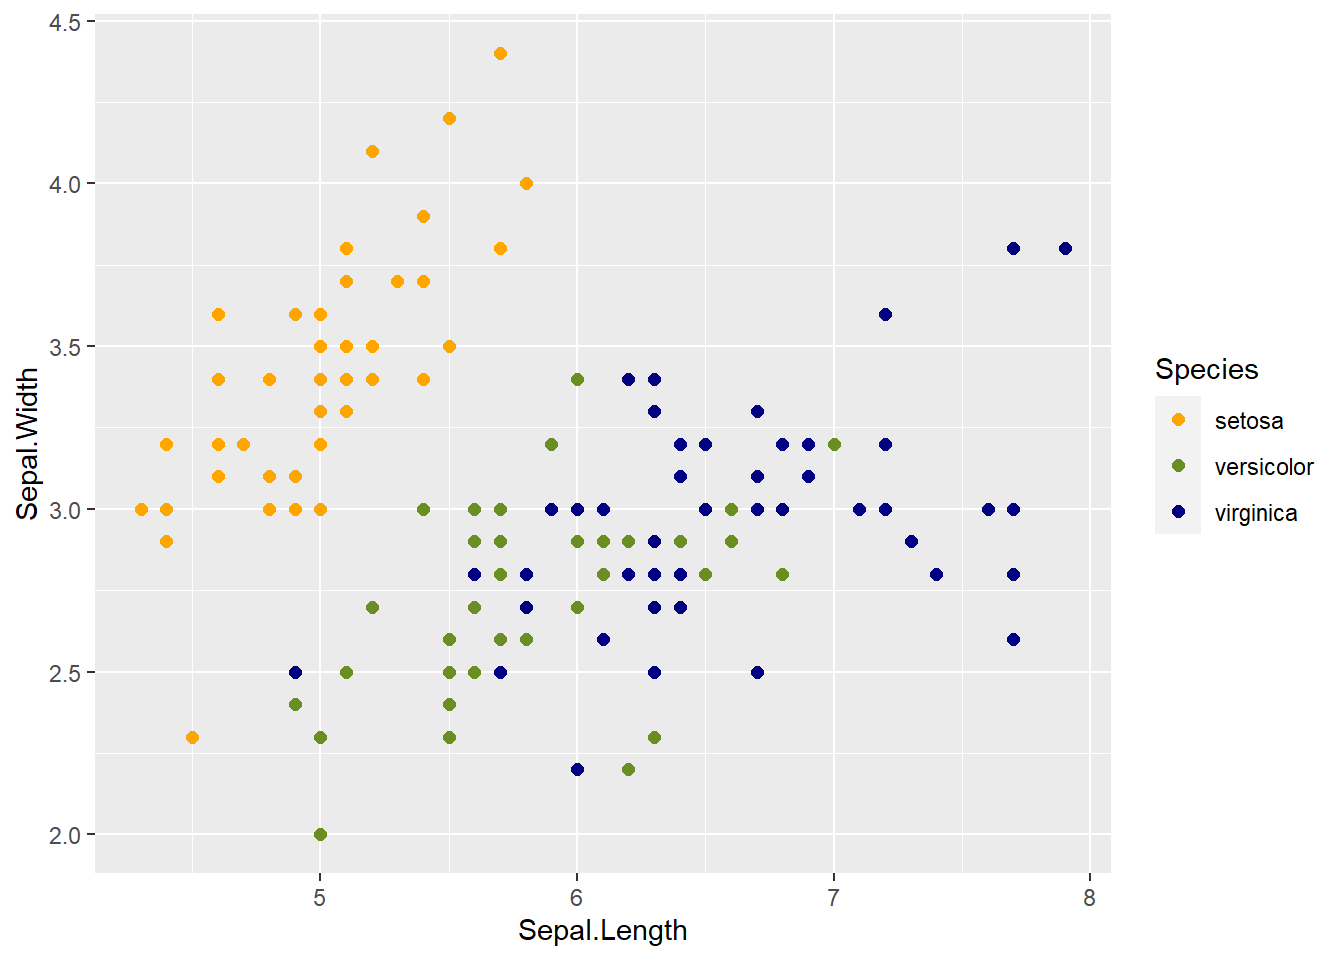 4.5
4.0
3.5
3.0
2.5
2.0
Sepal.Width
5 6 7 8
Sepal.Length
Species
setosa
versicolor
virginica